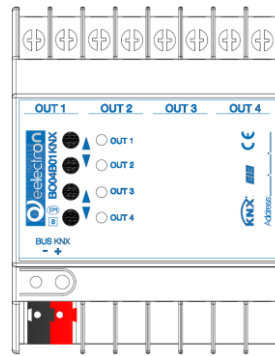 OUT 1 OUT 2 OUT 3 OUT 4
eelectron
BO04B01KNX
OUT 1
OUT 2
OUT 3
OUT 4
CE
KNX
Address
BUS KNX
- +